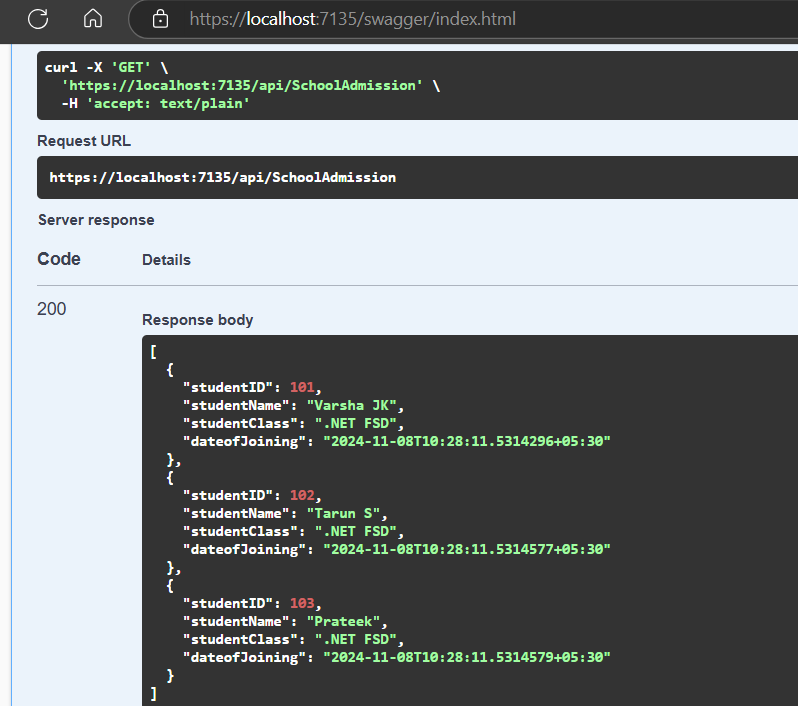 https://localhost:7135/swagger/index.html
curl -X 'GET' \
  'https://localhost:7135/api/SchoolAdmission' \
  -H 'accept: text/plain'
Request URL
https://localhost:7135/api/SchoolAdmission
Server response
Code Details
200
Response body
[
  {
    "studentID": 101,
    "studentName": "Varsha JK",
    "studentClass": ".NET FSD",
    "dateofJoining": "2024-11-08T10:28:11.5314296+05:30"
  },
  {
    "studentID": 102,
    "studentName": "Tarun S",
    "studentClass": ".NET FSD",
    "dateofJoining": "2024-11-08T10:28:11.5314577+05:30"
  },
  {
    "studentID": 103,
    "studentName": "Prateek",
    "studentClass": ".NET FSD",
    "dateofJoining": "2024-11-08T10:28:11.5314579+05:30"
  }
]